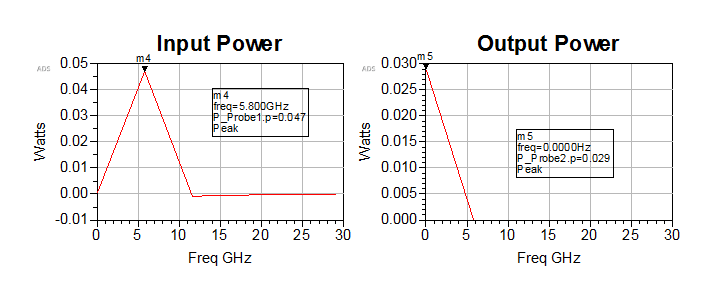 Input Power
m4
ADS
0.05
0.04
0.03
0.02
0.01
0.00
-0.01
Watts
m4
freq=5.800GHz
P_Probe1.p=0.047
Peak
0 5 10 15 20 25 30
Freq GHz
Output Power
m5
ADS
0.030
0.025
0.020
0.015
0.010
0.005
0.000
Watts
m5
freq=0.0000Hz
P_Probe2.p=0.029
Peak
0 5 10 15 20 25 30
Freq GHz